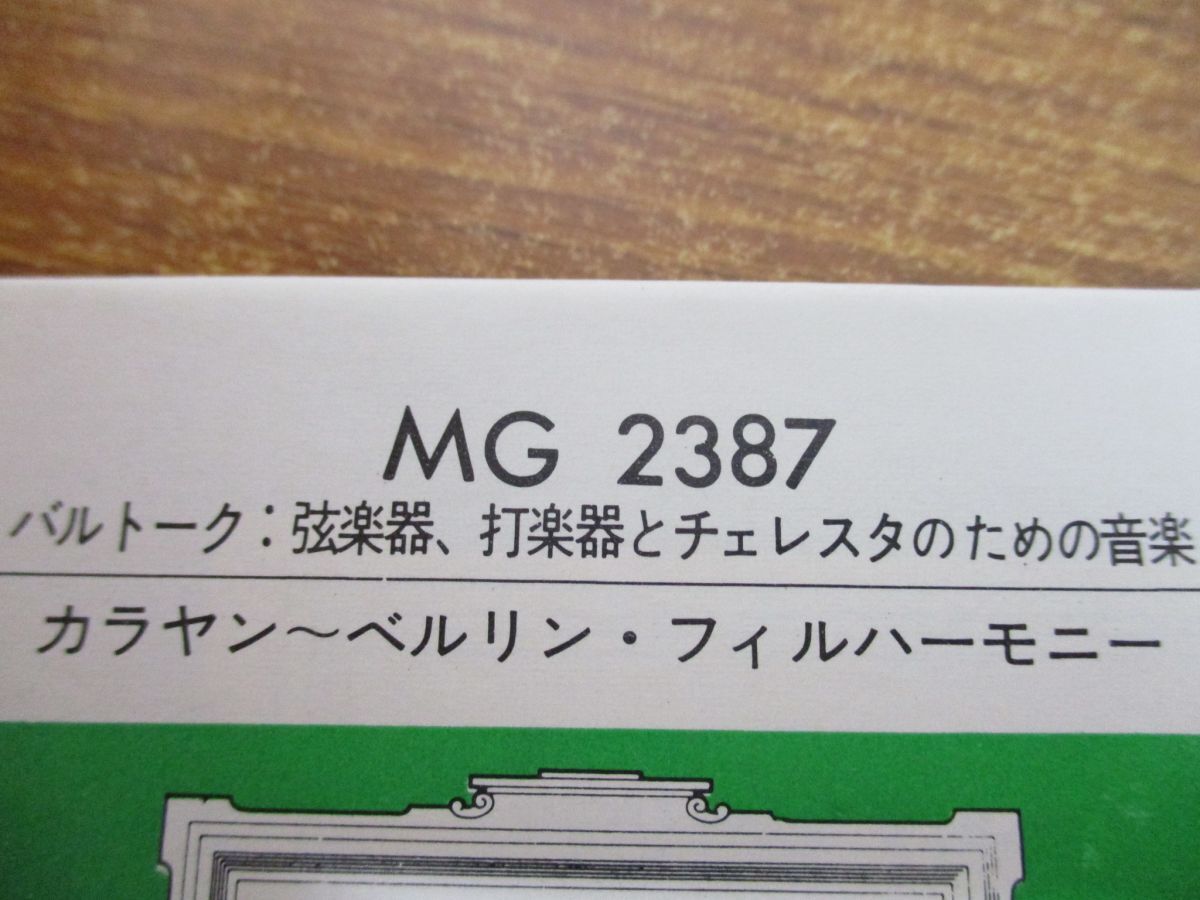 MG 2387
バルトーク：弦楽器、打楽器とチェレスタのための音楽
カラヤン〜ベルリン・フィルハーモニー